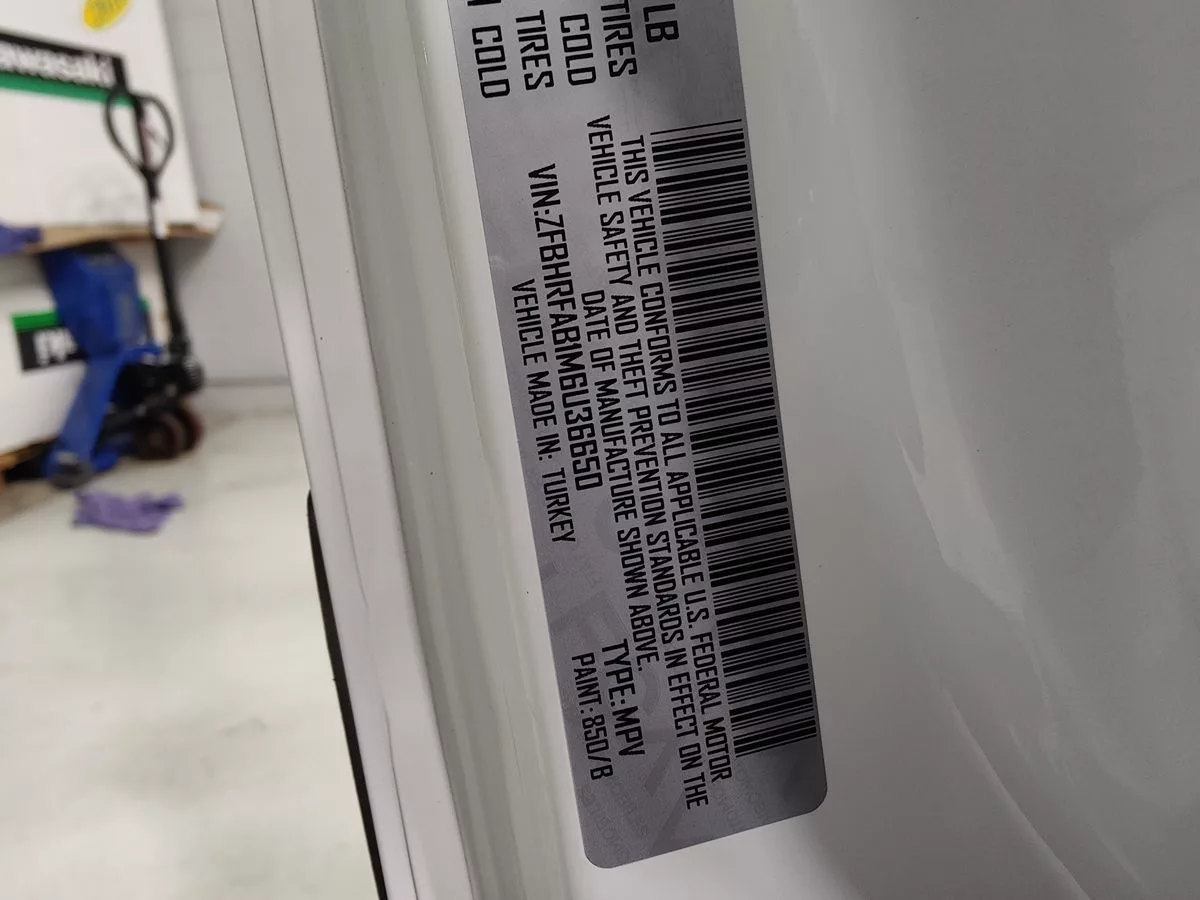 awasaki
LB
TIRES
COLD
TIRES
COLD
THIS VEHICLE CONFORMS TO ALL APPLICABLE U.S. FEDERAL MOTOR
VEHICLE SAFETY AND THEFT PREVENTION STANDARDS IN EFFECT ON THE
DATE OF MANUFACTURE SHOWN ABOVE.
VIN:ZFBHRFAB1M6U36650 TYPE:MPV
VEHICLE MADE IN: TURKEY PAINT:850/B